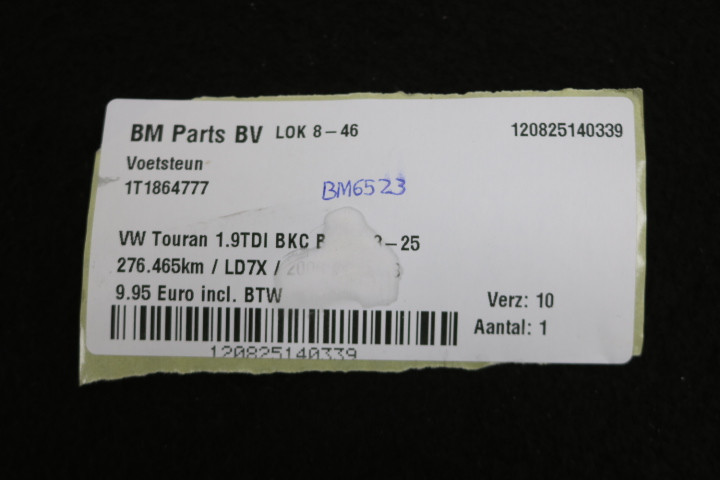 BM Parts BV LOK 8-46 120825140339
Voetsteun
1T1864777
BM6523
VW Touran 1.9TDI BKC -25
276.465km / LD7X /
9.95 Euro incl. BTW
Verz: 10
Aantal: 1
120825140339